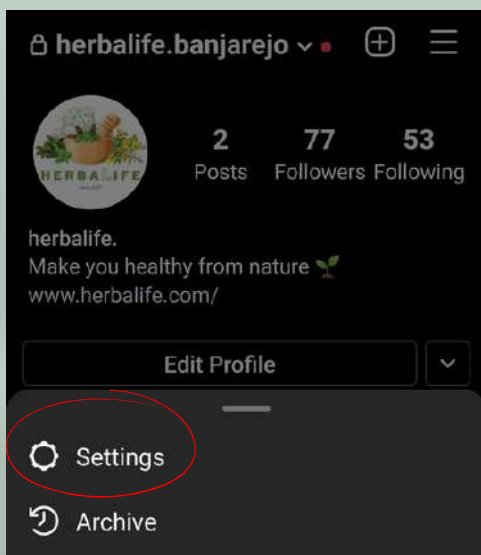 herbalife.banjarejo
HERBALIFE
2 77 53
Posts Followers Following
herbalife.
Make you healthy from nature 🌱
www.herbalife.com/
Edit Profile
Settings
Archive